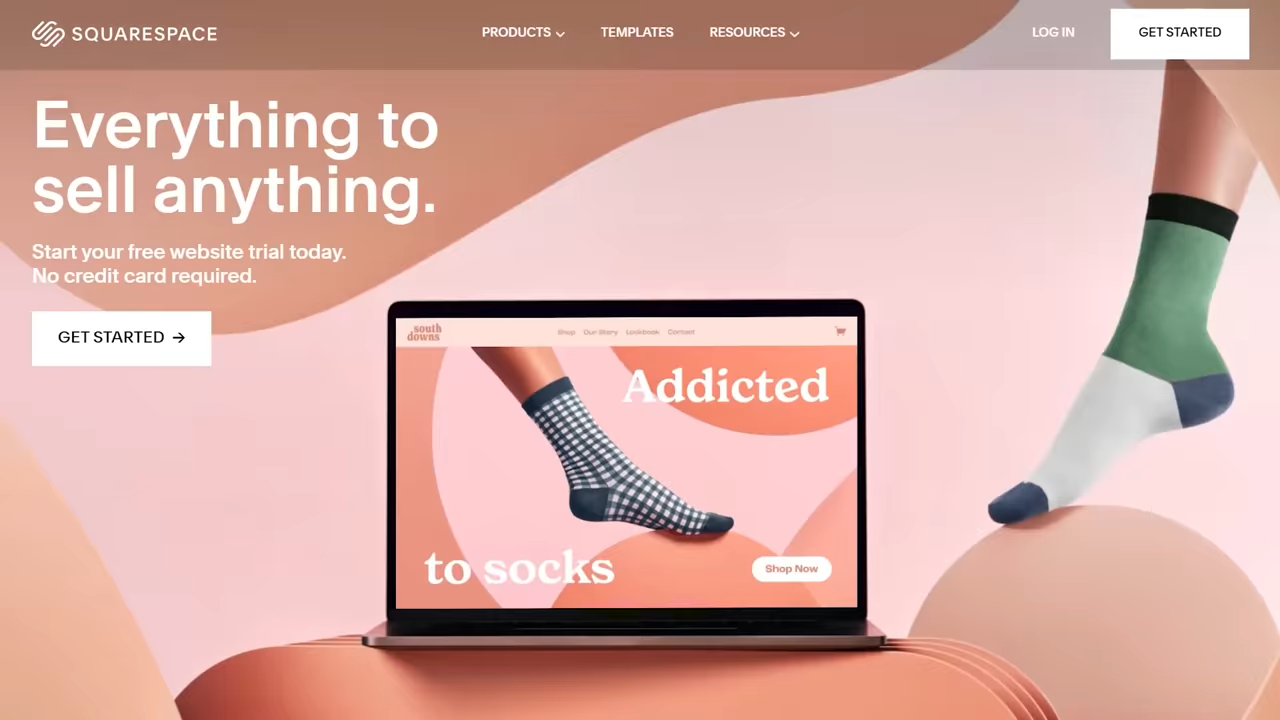 SQUARESPACE
PRODUCTS
TEMPLATES
RESOURCES
LOG IN
GET STARTED
Everything to
sell anything.
Start your free website trial today.
No credit card required.
GET STARTED →
south
downs
Shop Our Story Lookbook Contact
Addicted
to socks
Shop Now